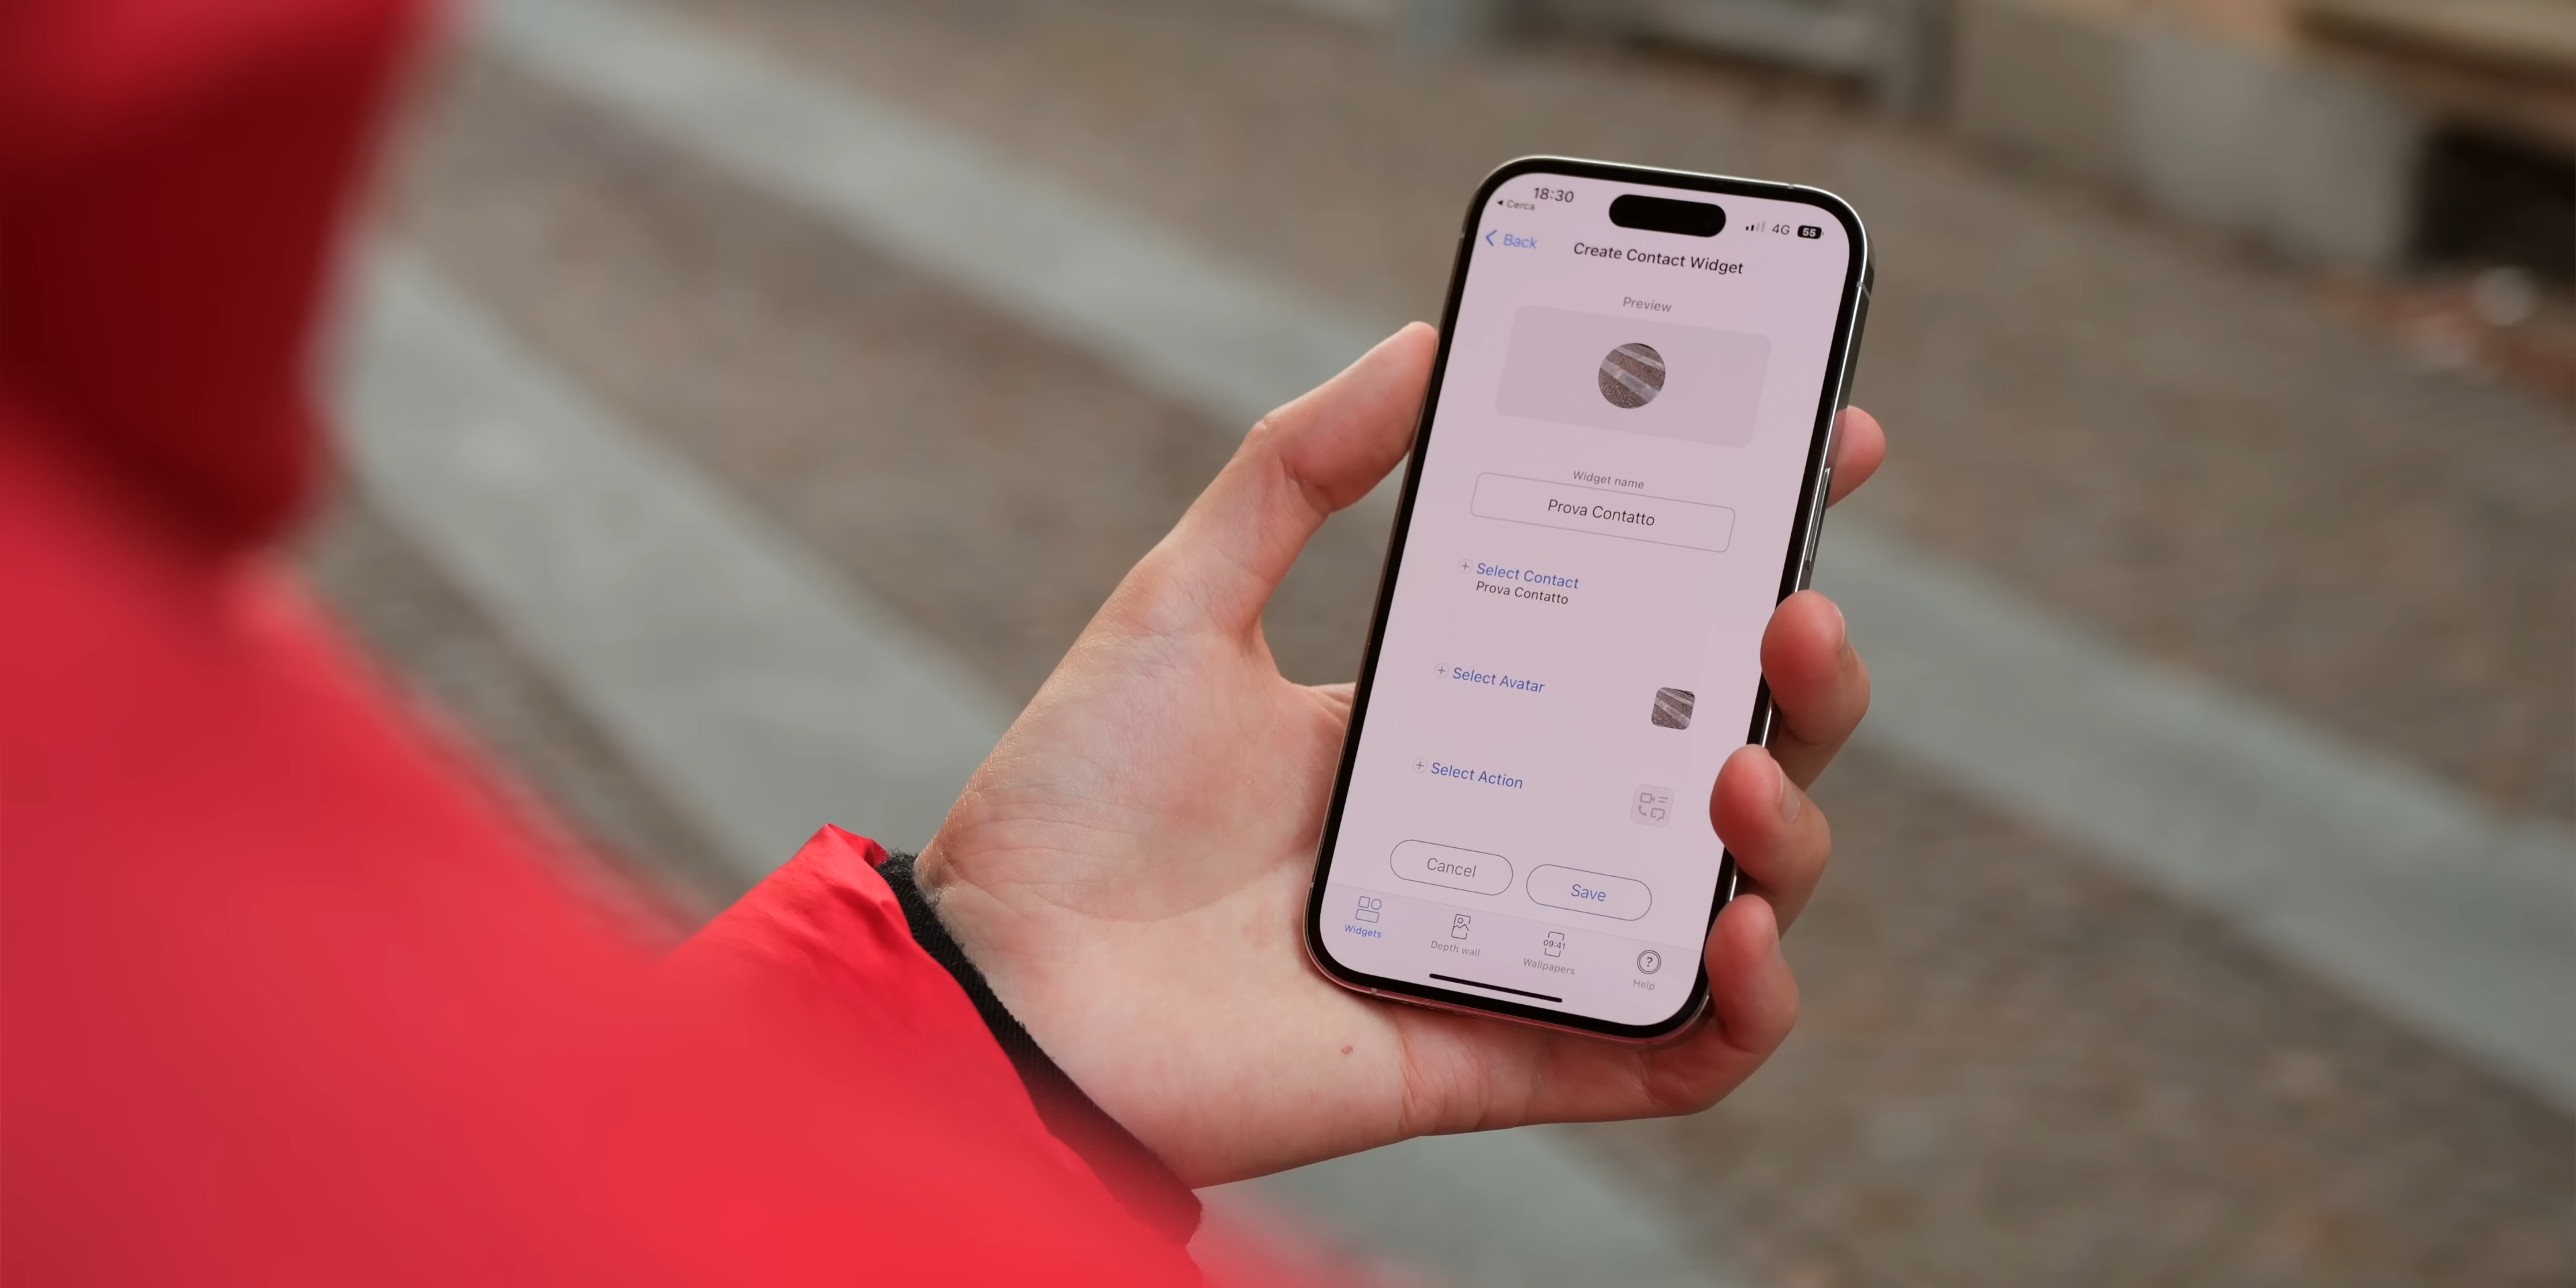 18:30
Cerca
4G 55
Back
Create Contact Widget
Preview
Widget name
Prova Contatto
+ Select Contact
Prova Contatto
+ Select Avatar
+ Select Action
Cancel
Save
Widgets
Depth wall
09:41
Wallpapers
?
Help